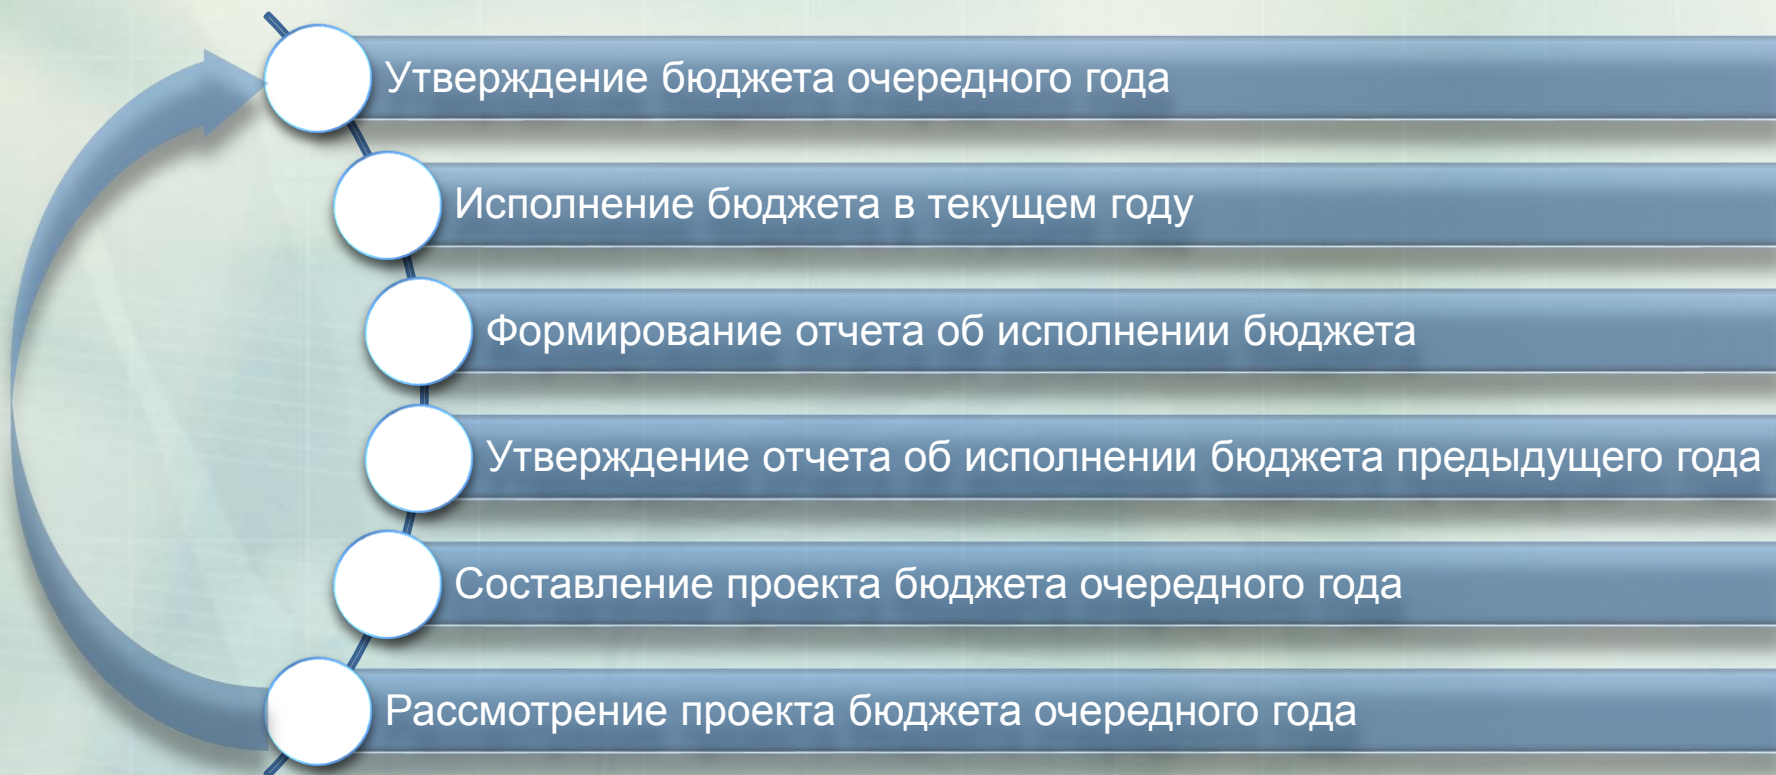 Утверждение бюджета очередного года
Исполнение бюджета в текущем году
Формирование отчета об исполнении бюджета
Утверждение отчета об исполнении бюджета предыдущего года
Составление проекта бюджета очередного года
Рассмотрение проекта бюджета очередного года